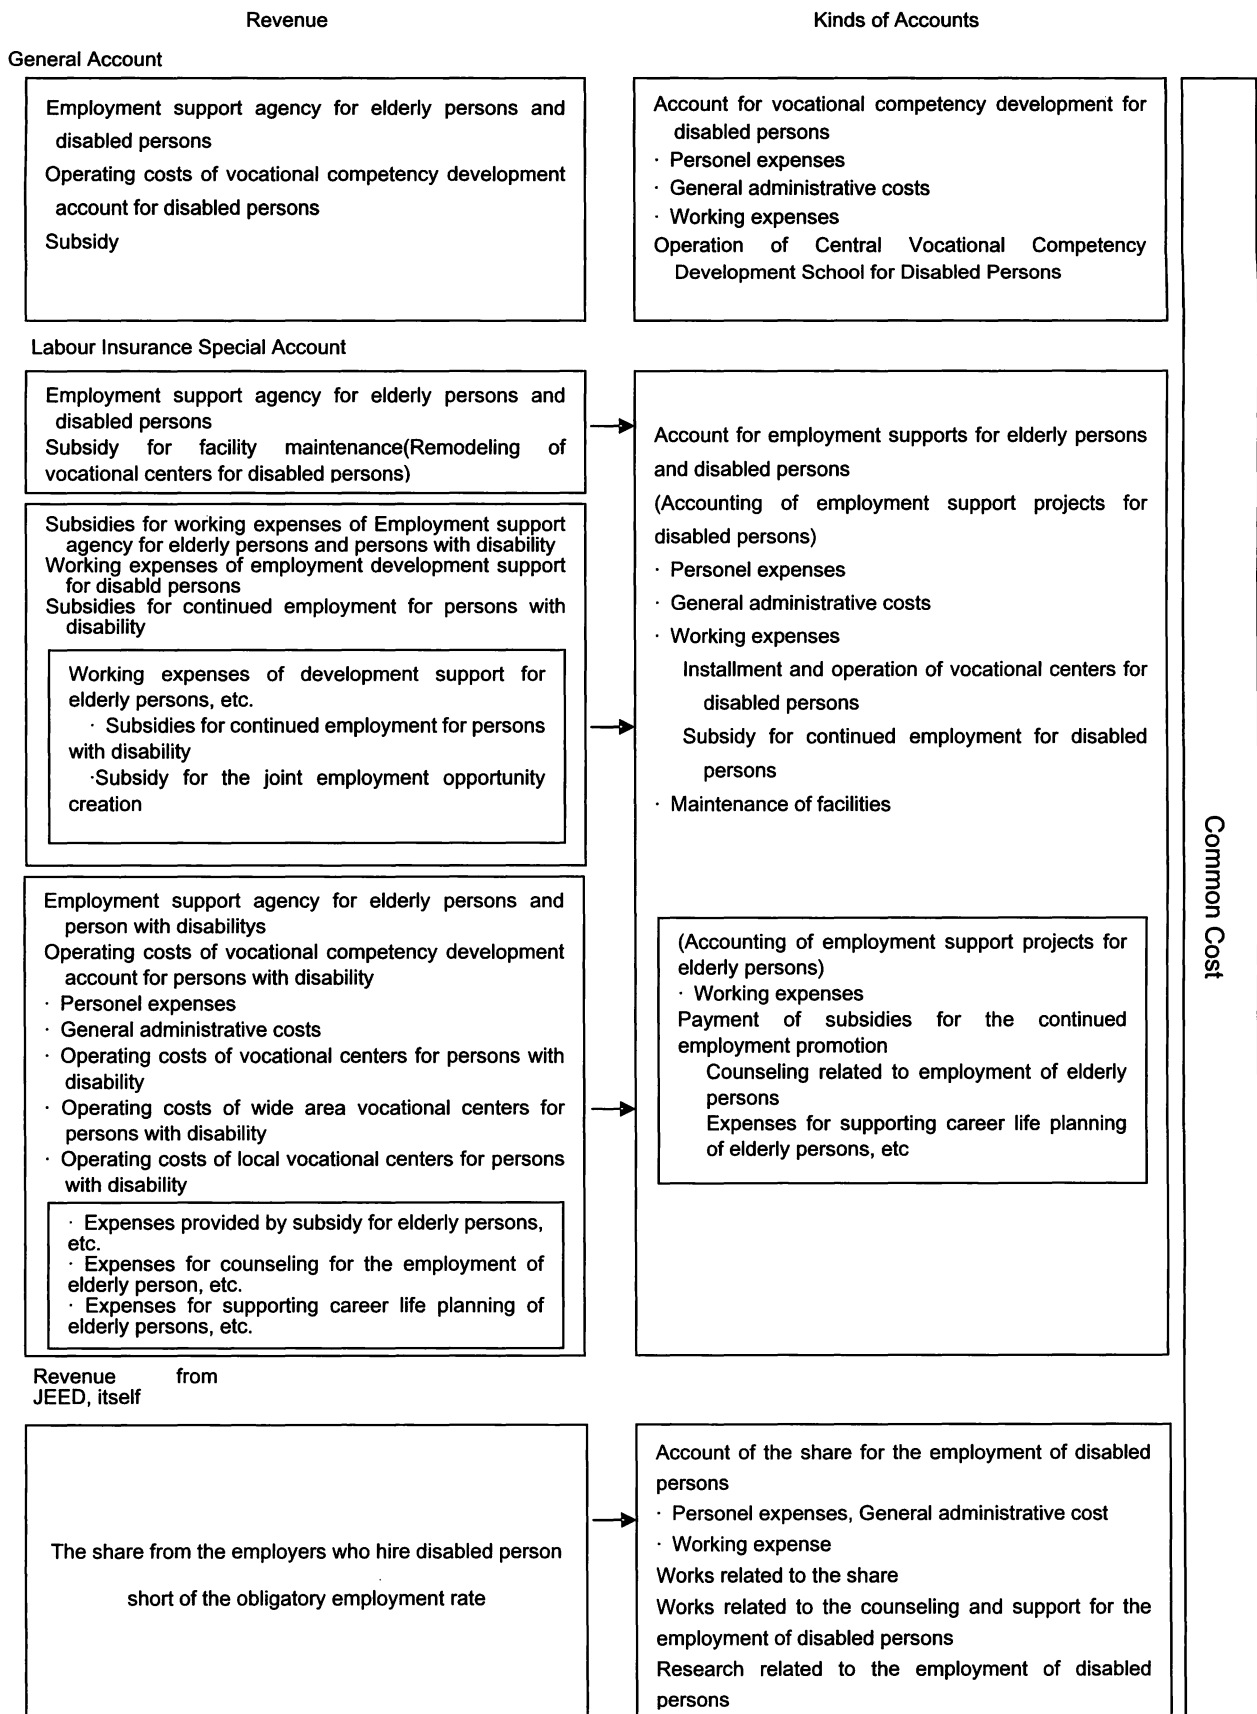 Revenue
Kinds of Accounts
General Account
Employment support agency for elderly persons and
disabled persons
Operating costs of vocational competency development
account for disabled persons
Subsidy
Account for vocational competency development for
disabled persons
· Personel expenses
· General administrative costs
· Working expenses
Operation of Central Vocational Competency
Development School for Disabled Persons
Labour Insurance Special Account
Employment support agency for elderly persons and
disabled persons
Subsidy for facility maintenance(Remodeling of
vocational centers for disabled persons)
Subsidies for working expenses of Employment support
agency for elderly persons and persons with disability
Working expenses of employment development support
for disabld persons
Subsidies for continued employment for persons with
disability
Working expenses of development support for
elderly persons, etc.
· Subsidies for continued employment for persons
with disability
·Subsidy for the joint employment opportunity
creation
Employment support agency for elderly persons and
person with disabilitys
Operating costs of vocational competency development
account for persons with disability
· Personel expenses
· General administrative costs
· Operating costs of vocational centers for persons with
disability
· Operating costs of wide area vocational centers for
persons with disability
· Operating costs of local vocational centers for persons
with disability
· Expenses provided by subsidy for elderly persons,
etc.
· Expenses for counseling for the employment of
elderly person, etc.
· Expenses for supporting career life planning of
elderly persons, etc.
Account for employment supports for elderly persons
and disabled persons
(Accounting of employment support projects for
disabled persons)
· Personel expenses
· General administrative costs
· Working expenses
Installment and operation of vocational centers for
disabled persons
Subsidy for continued employment for disabled
persons
· Maintenance of facilities
(Accounting of employment support projects for
elderly persons)
· Working expenses
Payment of subsidies for the continued
employment promotion
Counseling related to employment of elderly
persons
Expenses for supporting career life planning
of elderly persons, etc
Revenue from
JEED, itself
The share from the employers who hire disabled person
short of the obligatory employment rate
Account of the share for the employment of disabled
persons
· Personel expenses, General administrative cost
· Working expense
Works related to the share
Works related to the counseling and support for the
employment of disabled persons
Research related to the employment of disabled
persons
Common Cost